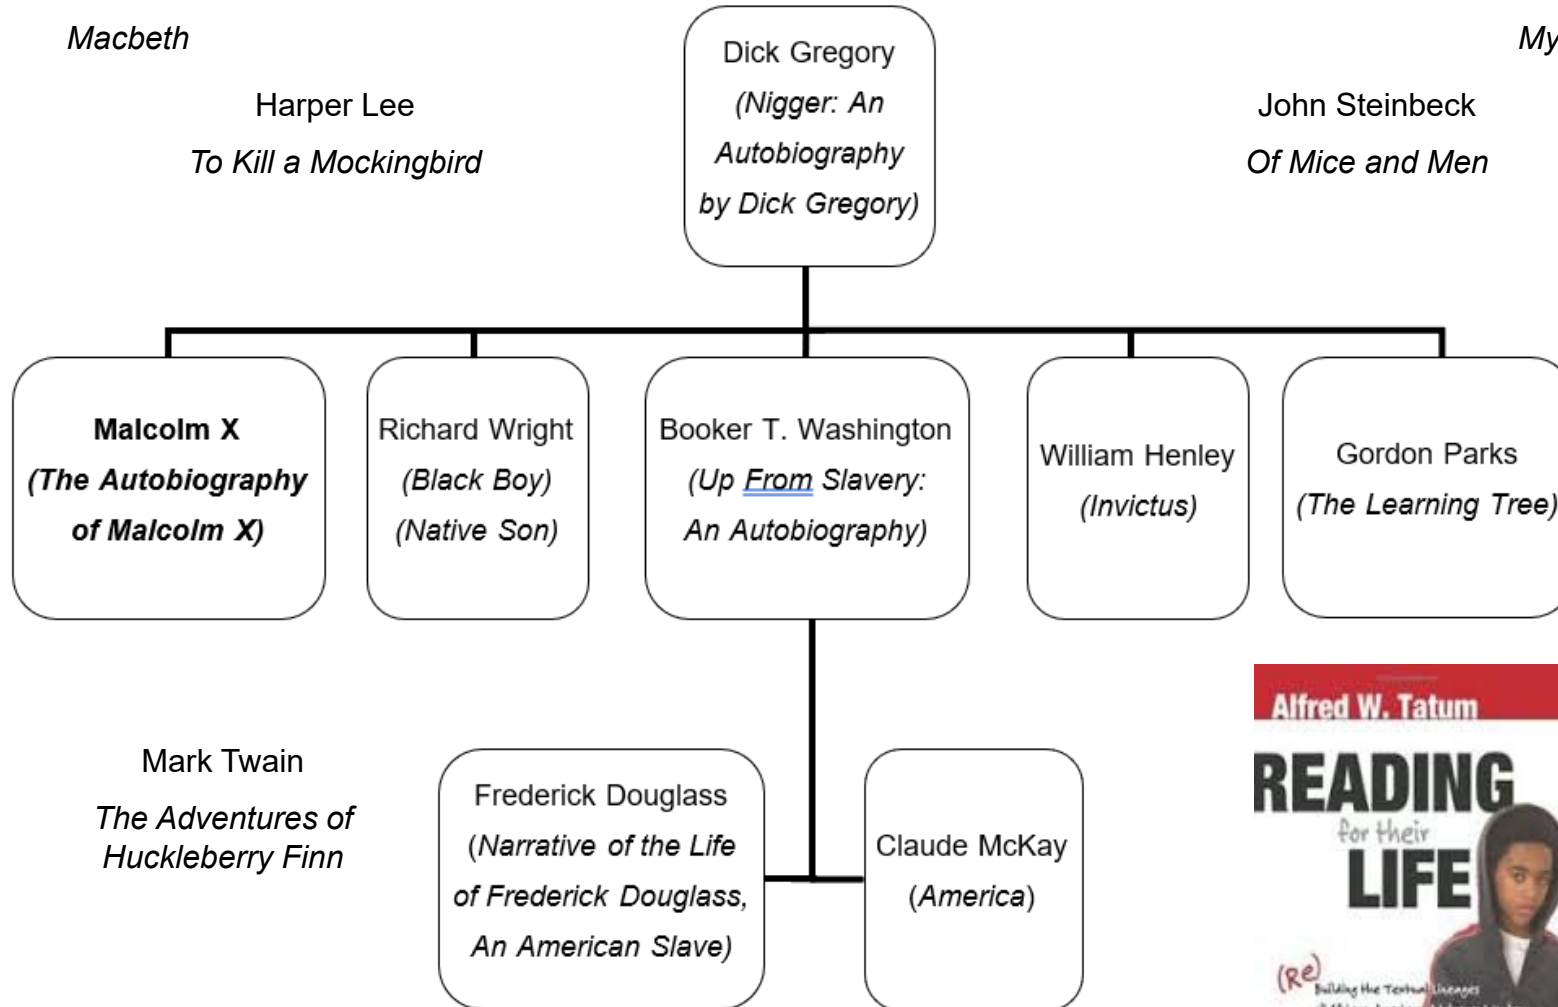 Macbeth
My
Harper Lee
To Kill a Mockingbird
Dick Gregory
(Nigger: An
Autobiography
by Dick Gregory)
John Steinbeck
Of Mice and Men
Malcolm X
(The Autobiography
of Malcolm X)
Richard Wright
(Black Boy)
(Native Son)
Booker T. Washington
(Up From Slavery:
An Autobiography)
William Henley
(Invictus)
Gordon Parks
(The Learning Tree)
Mark Twain
The Adventures of
Huckleberry Finn
Frederick Douglass
(Narrative of the Life
of Frederick Douglass,
An American Slave)
Claude McKay
(America)
Alfred W. Tatum
READING
for their
LIFE
(Re)
Building the Textual Lineages